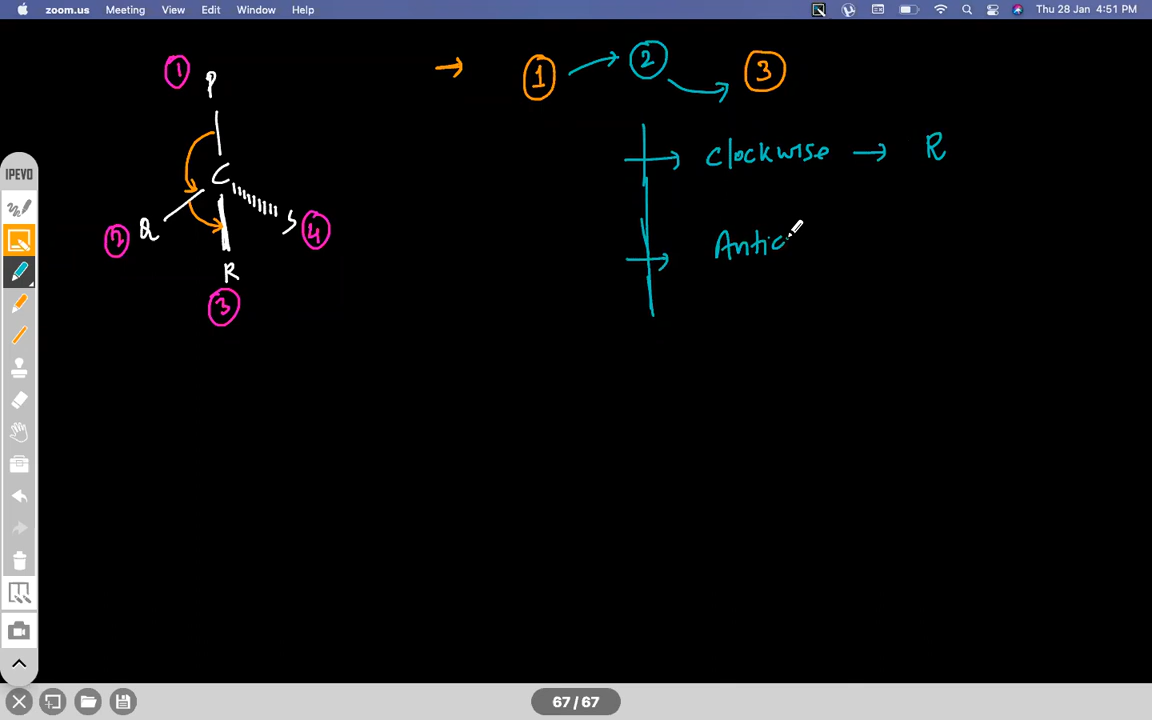 zoom.us Meeting View Edit Window Help Thu 28 Jan 4:51 PM
1 → 2 → 3
1 P
→ Clockwise → R
IPEVO
C
2 Q S 4
→ Antic
R
3
67/67